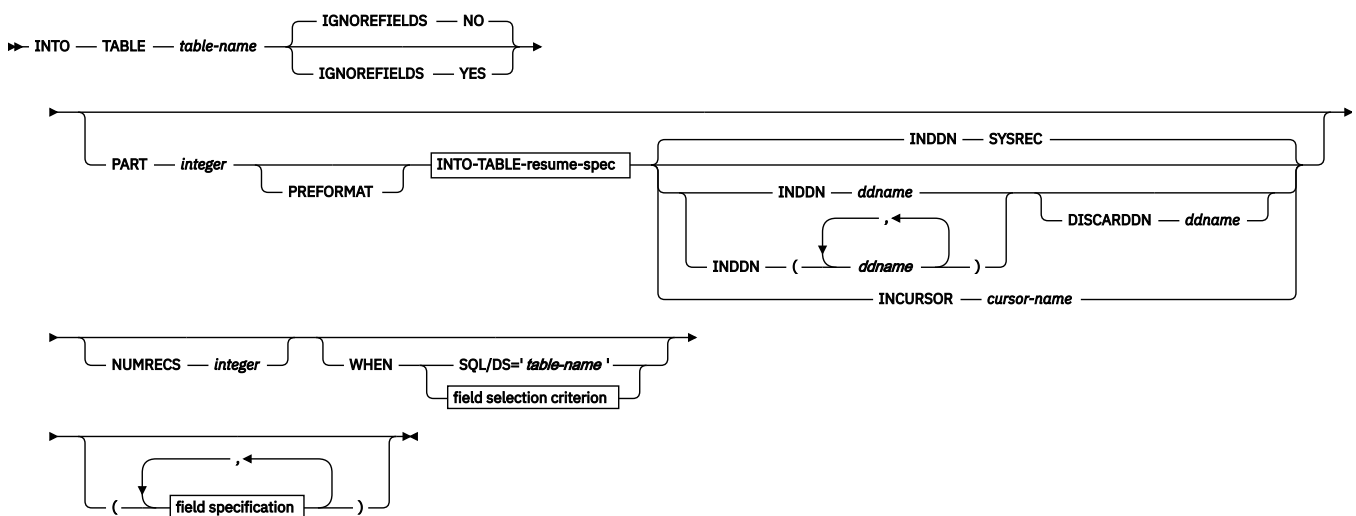 IGNOREFIELDS NO
INTO TABLE table-name
IGNOREFIELDS YES
INDDN SYSREC
PART integer INTO-TABLE-resume-spec
PREFORMAT
INDDN ddname
DISCARDDN ddname
,
INDDN ( ddname )
INCURSOR cursor-name
NUMRECS integer WHEN SQL/DS=' table-name '
field selection criterion
,
( field specification )